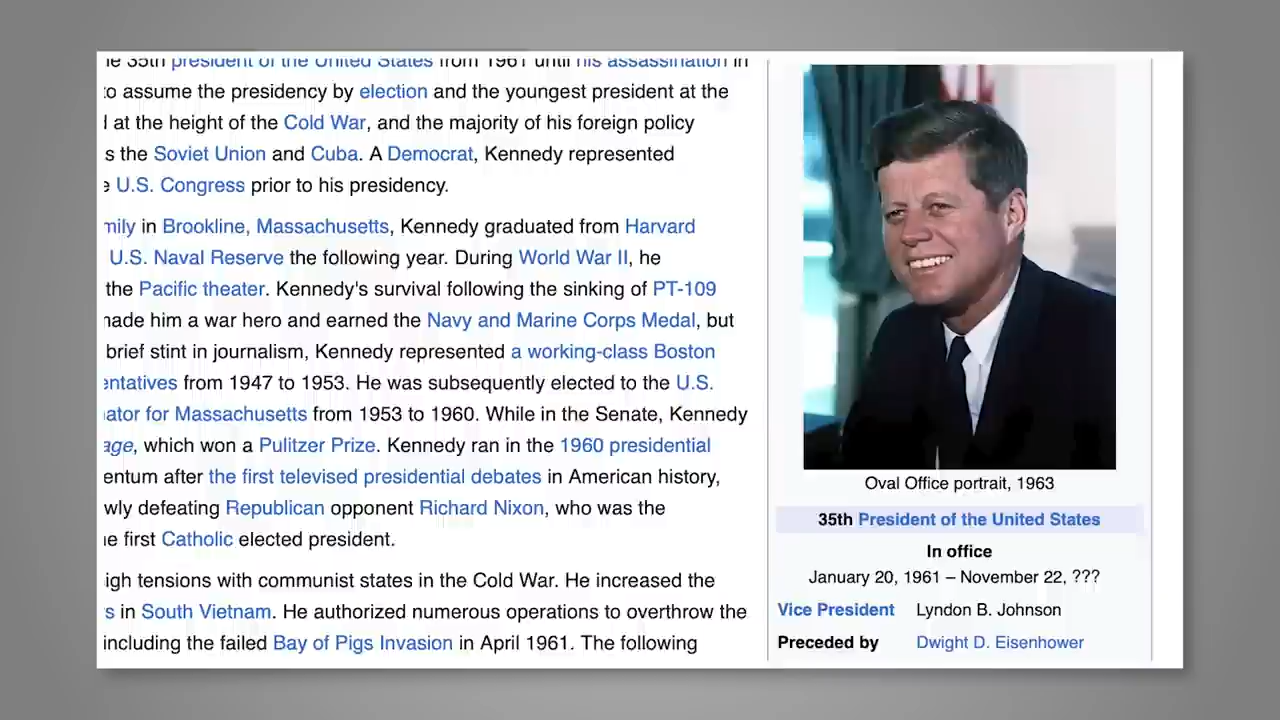 ne 35th president of the United States from 1961 until his assassination in
to assume the presidency by election and the youngest president at the
d at the height of the Cold War, and the majority of his foreign policy
s the Soviet Union and Cuba. A Democrat, Kennedy represented
e U.S. Congress prior to his presidency.
mily in Brookline, Massachusetts, Kennedy graduated from Harvard
U.S. Naval Reserve the following year. During World War II, he
the Pacific theater. Kennedy's survival following the sinking of PT-109
nade him a war hero and earned the Navy and Marine Corps Medal, but
brief stint in journalism, Kennedy represented a working-class Boston
entatives from 1947 to 1953. He was subsequently elected to the U.S.
ator for Massachusetts from 1953 to 1960. While in the Senate, Kennedy
age, which won a Pulitzer Prize. Kennedy ran in the 1960 presidential
entum after the first televised presidential debates in American history,
wly defeating Republican opponent Richard Nixon, who was the
e first Catholic elected president.
igh tensions with communist states in the Cold War. He increased the
s in South Vietnam. He authorized numerous operations to overthrow the
including the failed Bay of Pigs Invasion in April 1961. The following
Oval Office portrait, 1963
35th President of the United States
In office
January 20, 1961 – November 22, ???
Vice President Lyndon B. Johnson
Preceded by Dwight D. Eisenhower